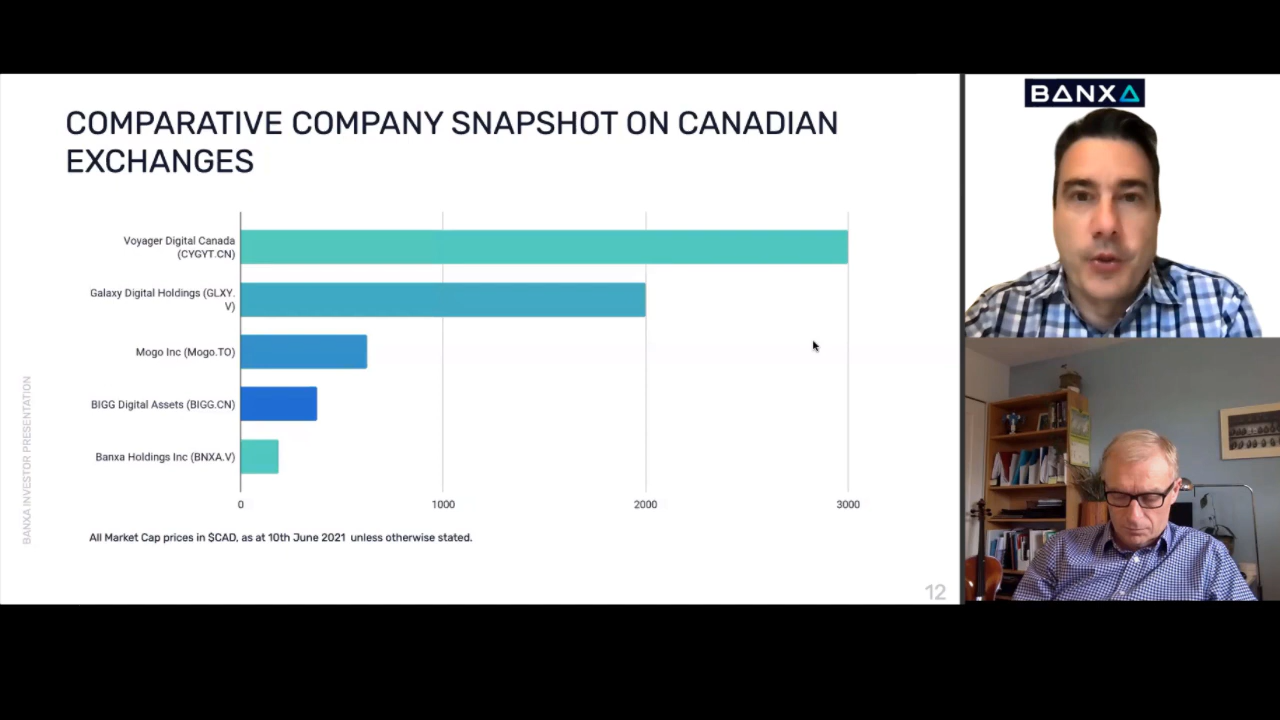 COMPARATIVE COMPANY SNAPSHOT ON CANADIAN
EXCHANGES
Voyager Digital Canada
(CYGYT.CN)
Galaxy Digital Holdings (GLXY.
V)
Mogo Inc (Mogo.TO)
BIGG Digital Assets (BIGG.CN)
Banxa Holdings Inc (BNXA.V)
0
1000
2000
3000
All Market Cap prices in $CAD, as at 10th June 2021 unless otherwise stated.
BANXA INVESTOR PRESENTATION
12
BANXA